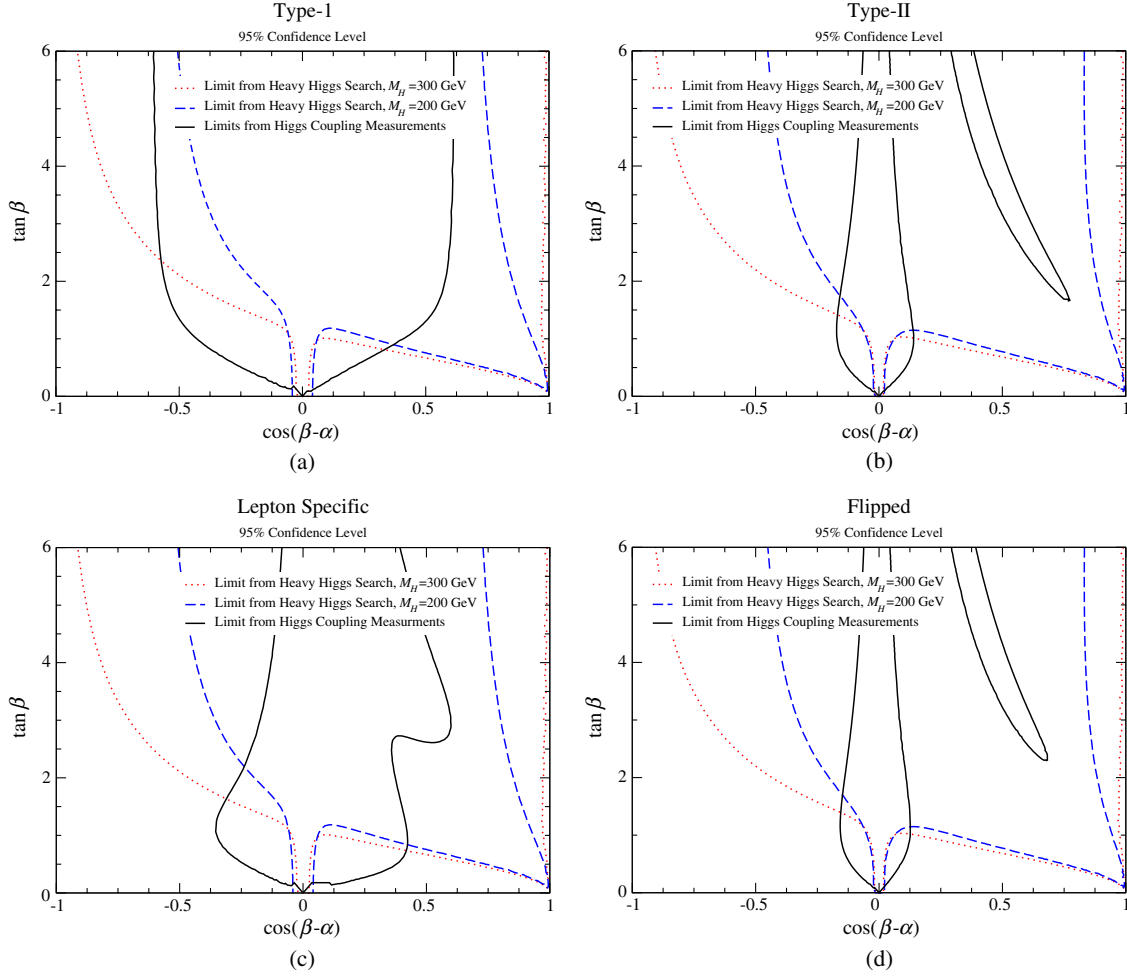 Type-1
95% Confidence Level
6
Limit from Heavy Higgs Search, M_H=300 GeV
Limit from Heavy Higgs Search, M_H=200 GeV
Limits from Higgs Coupling Measurements
4
tan β
2
0
-1 -0.5 0 0.5 1
cos(β-α)
(a)
Type-II
95% Confidence Level
6
Limit from Heavy Higgs Search, M_H=300 GeV
Limit from Heavy Higgs Search, M_H=200 GeV
Limit from Higgs Coupling Measurements
4
tan β
2
0
-1 -0.5 0 0.5 1
cos(β-α)
(b)
Lepton Specific
95% Confidence Level
6
Limit from Heavy Higgs Search, M_H=300 GeV
Limit from Heavy Higgs Search, M_H=200 GeV
Limit from Higgs Coupling Measurments
4
tan β
2
0
-1 -0.5 0 0.5 1
cos(β-α)
(c)
Flipped
95% Confidence Level
6
Limit from Heavy Higgs Search, M_H=300 GeV
Limit from Heavy Higgs Search, M_H=200 GeV
Limit from Higgs Coupling Measurements
4
tan β
2
0
-1 -0.5 0 0.5 1
cos(β-α)
(d)